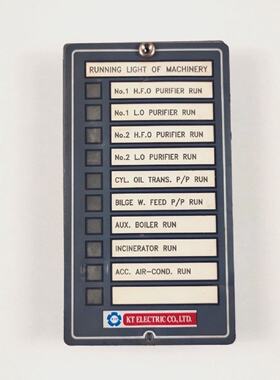 RUNNING LIGHT OF MACHINERY
No.1 H.F.O PURIFIER RUN
No.1 L.O PURIFIER RUN
No.2 H.F.O PURIFIER RUN
No.2 L.O PURIFIER RUN
CYL. OIL TRANS. P/P RUN
BILGE W. FEED P/P RUN
AUX. BOILER RUN
INCINERATOR RUN
ACC. AIR-COND. RUN
KT ELECTRIC CO., LTD.